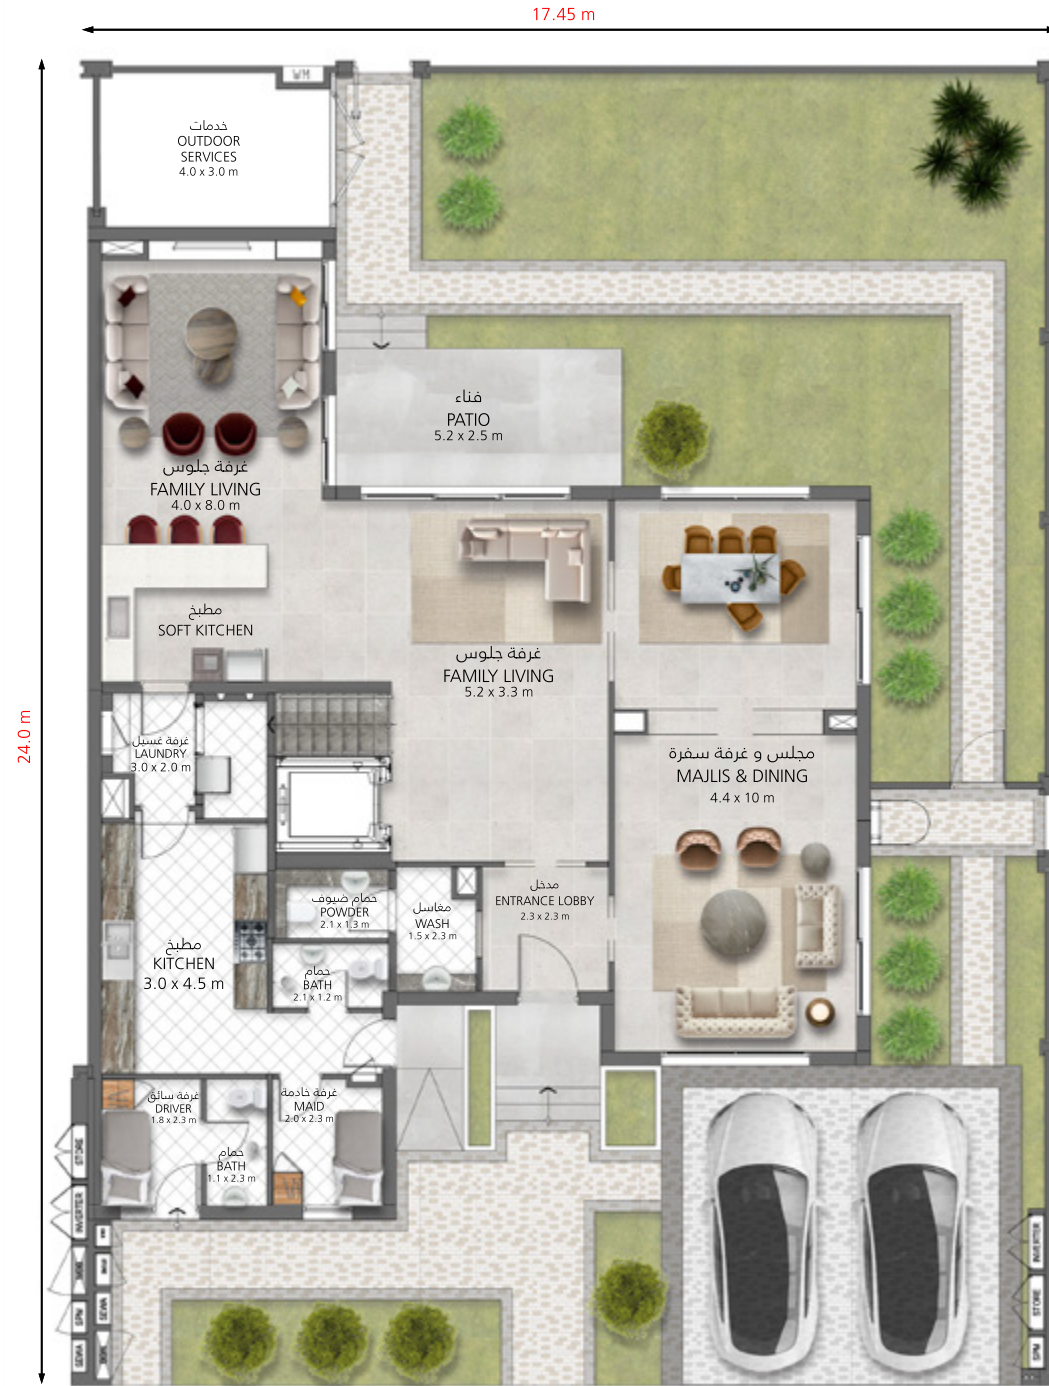 17.45 m
WM
خدمات
OUTDOOR
SERVICES
4.0 x 3.0 m
فناء
PATIO
5.2 x 2.5 m
غرفة جلوس
FAMILY LIVING
4.0 x 8.0 m
مطبخ
SOFT KITCHEN
غرفة جلوس
FAMILY LIVING
5.2 x 3.3 m
24.0 m
غرفة غسيل
LAUNDRY
3.0 x 2.0 m
مجلس و غرفة سفرة
MAJLIS & DINING
4.4 x 10 m
مدخل
ENTRANCE LOBBY
2.3 x 2.3 m
حمام ضيوف
POWDER
2.1 x 1.3 m
مغاسل
WASH
1.5 x 2.3 m
مطبخ
KITCHEN
3.0 x 4.5 m
حمام
BATH
2.1 x 1.2 m
غرفة سائق
DRIVER
1.8 x 2.3 m
غرفة خادمة
MAID
2.0 x 2.3 m
حمام
BATH
1.1 x 2.3 m
STORE
INVERTER
SPM
DEWA
INVERTER
STORE
SPM